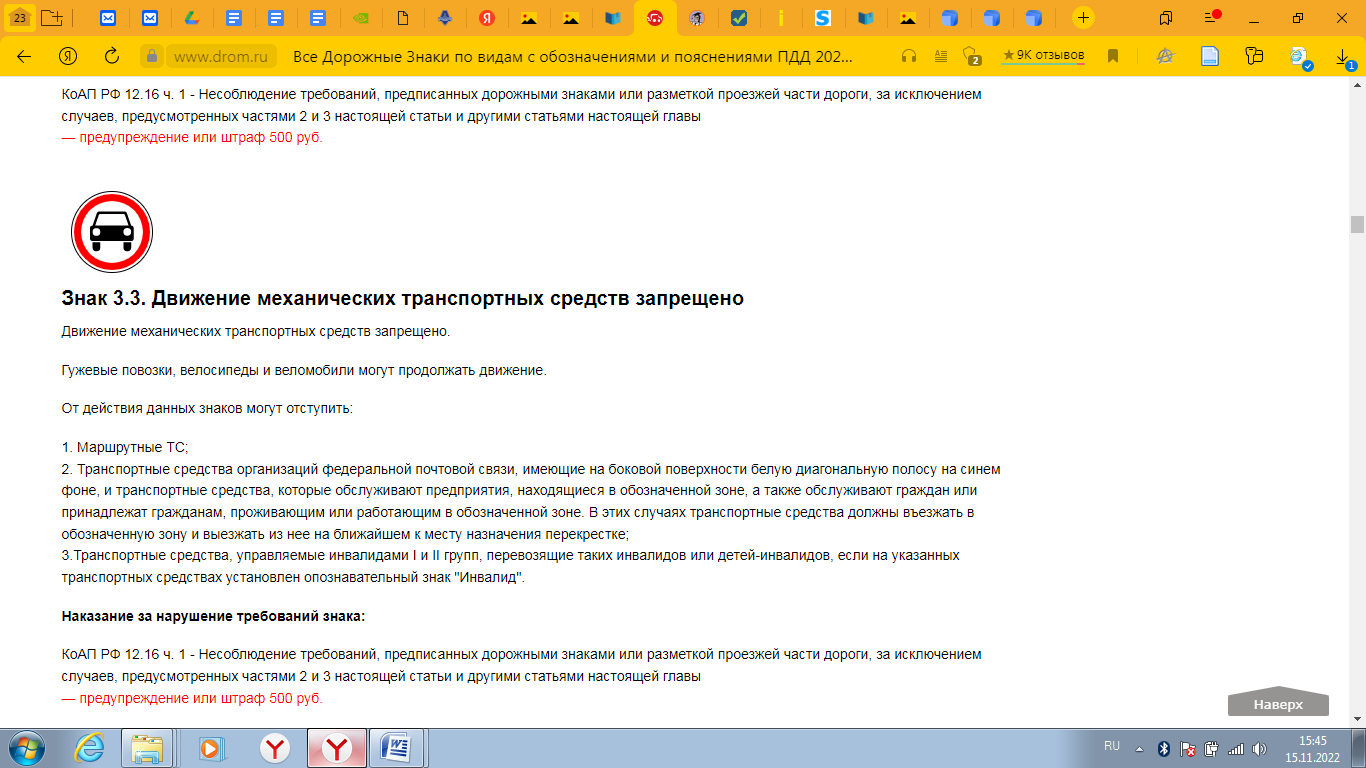 23
www.drom.ru Все Дорожные Знаки по видам с обозначениями и пояснениями ПДД 202... 2 ★ 9К отзывов 1
КоАП РФ 12.16 ч. 1 - Несоблюдение требований, предписанных дорожными знаками или разметкой проезжей части дороги, за исключением
случаев, предусмотренных частями 2 и 3 настоящей статьи и другими статьями настоящей главы
— предупреждение или штраф 500 руб.
Знак 3.3. Движение механических транспортных средств запрещено
Движение механических транспортных средств запрещено.
Гужевые повозки, велосипеды и веломобили могут продолжать движение.
От действия данных знаков могут отступить:
1. Маршрутные ТС;
2. Транспортные средства организаций федеральной почтовой связи, имеющие на боковой поверхности белую диагональную полосу на синем
фоне, и транспортные средства, которые обслуживают предприятия, находящиеся в обозначенной зоне, а также обслуживают граждан или
принадлежат гражданам, проживающим или работающим в обозначенной зоне. В этих случаях транспортные средства должны въезжать в
обозначенную зону и выезжать из нее на ближайшем к месту назначения перекрестке;
3.Транспортные средства, управляемые инвалидами I и II групп, перевозящие таких инвалидов или детей-инвалидов, если на указанных
транспортных средствах установлен опознавательный знак "Инвалид".
Наказание за нарушение требований знака:
КоАП РФ 12.16 ч. 1 - Несоблюдение требований, предписанных дорожными знаками или разметкой проезжей части дороги, за исключением
случаев, предусмотренных частями 2 и 3 настоящей статьи и другими статьями настоящей главы
— предупреждение или штраф 500 руб.
Наверх
RU 15:45
15.11.2022